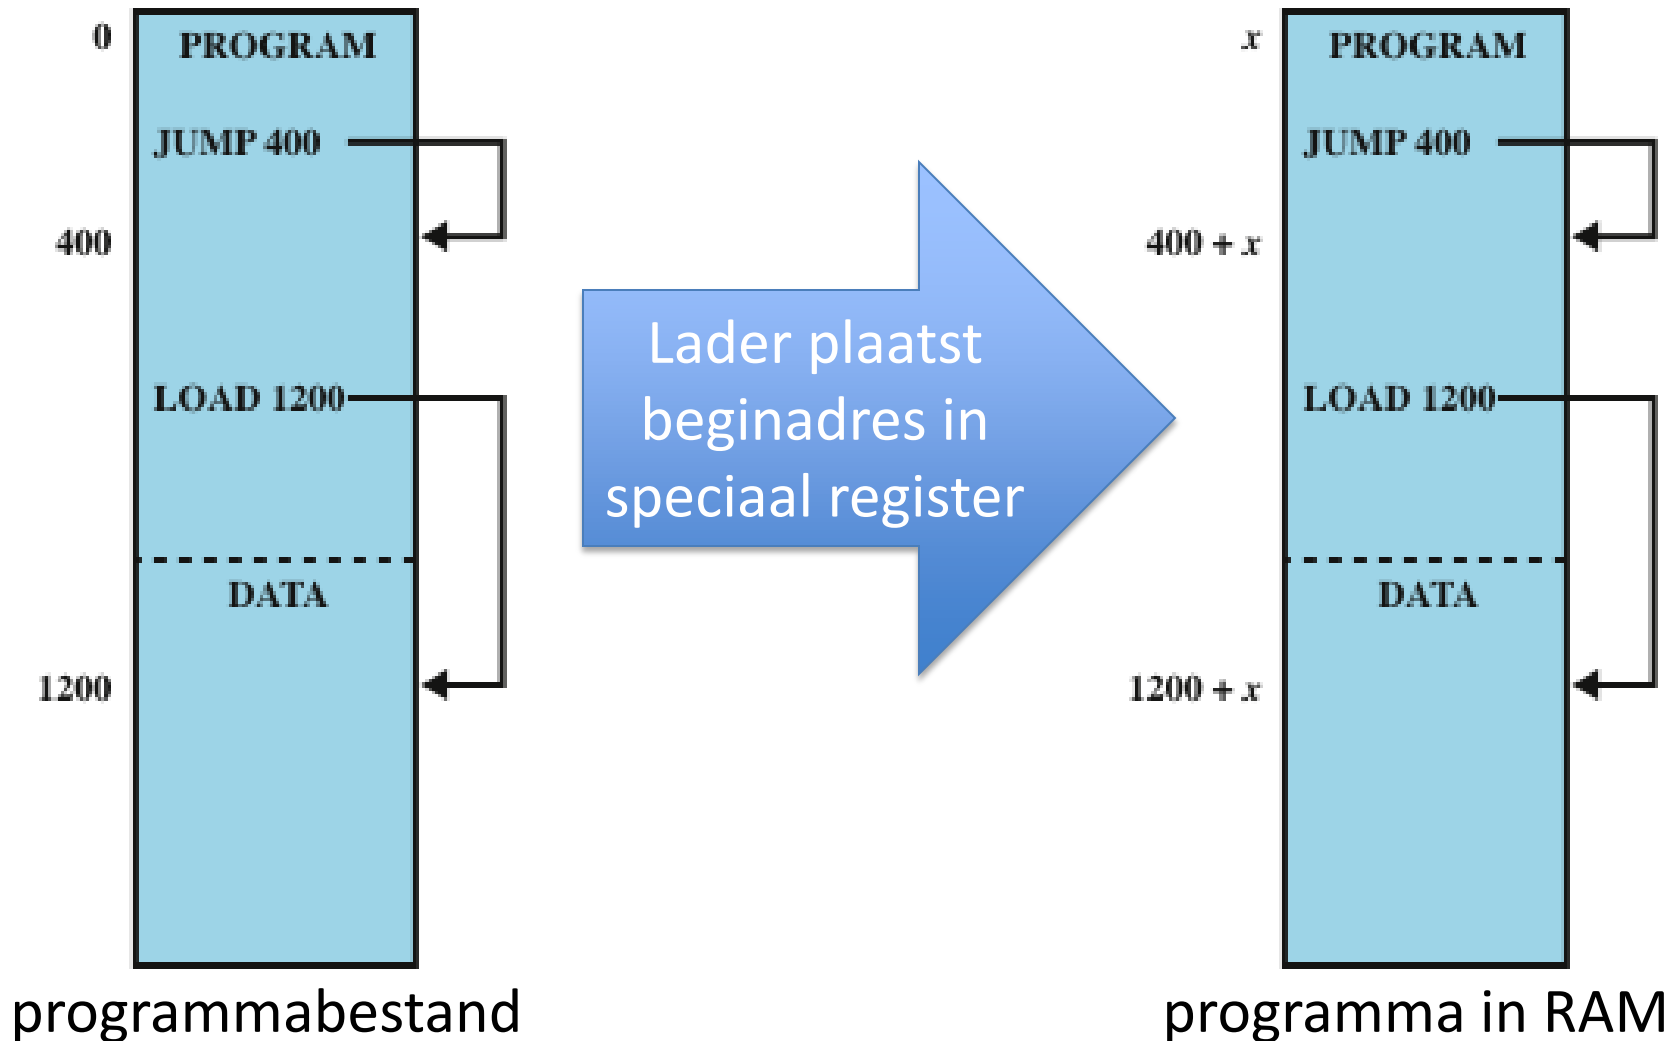 0
PROGRAM
JUMP 400
400
LOAD 1200
DATA
1200
programmabestand
Lader plaatst
beginadres in
speciaal register
x
PROGRAM
JUMP 400
400 + x
LOAD 1200
DATA
1200 + x
programma in RAM